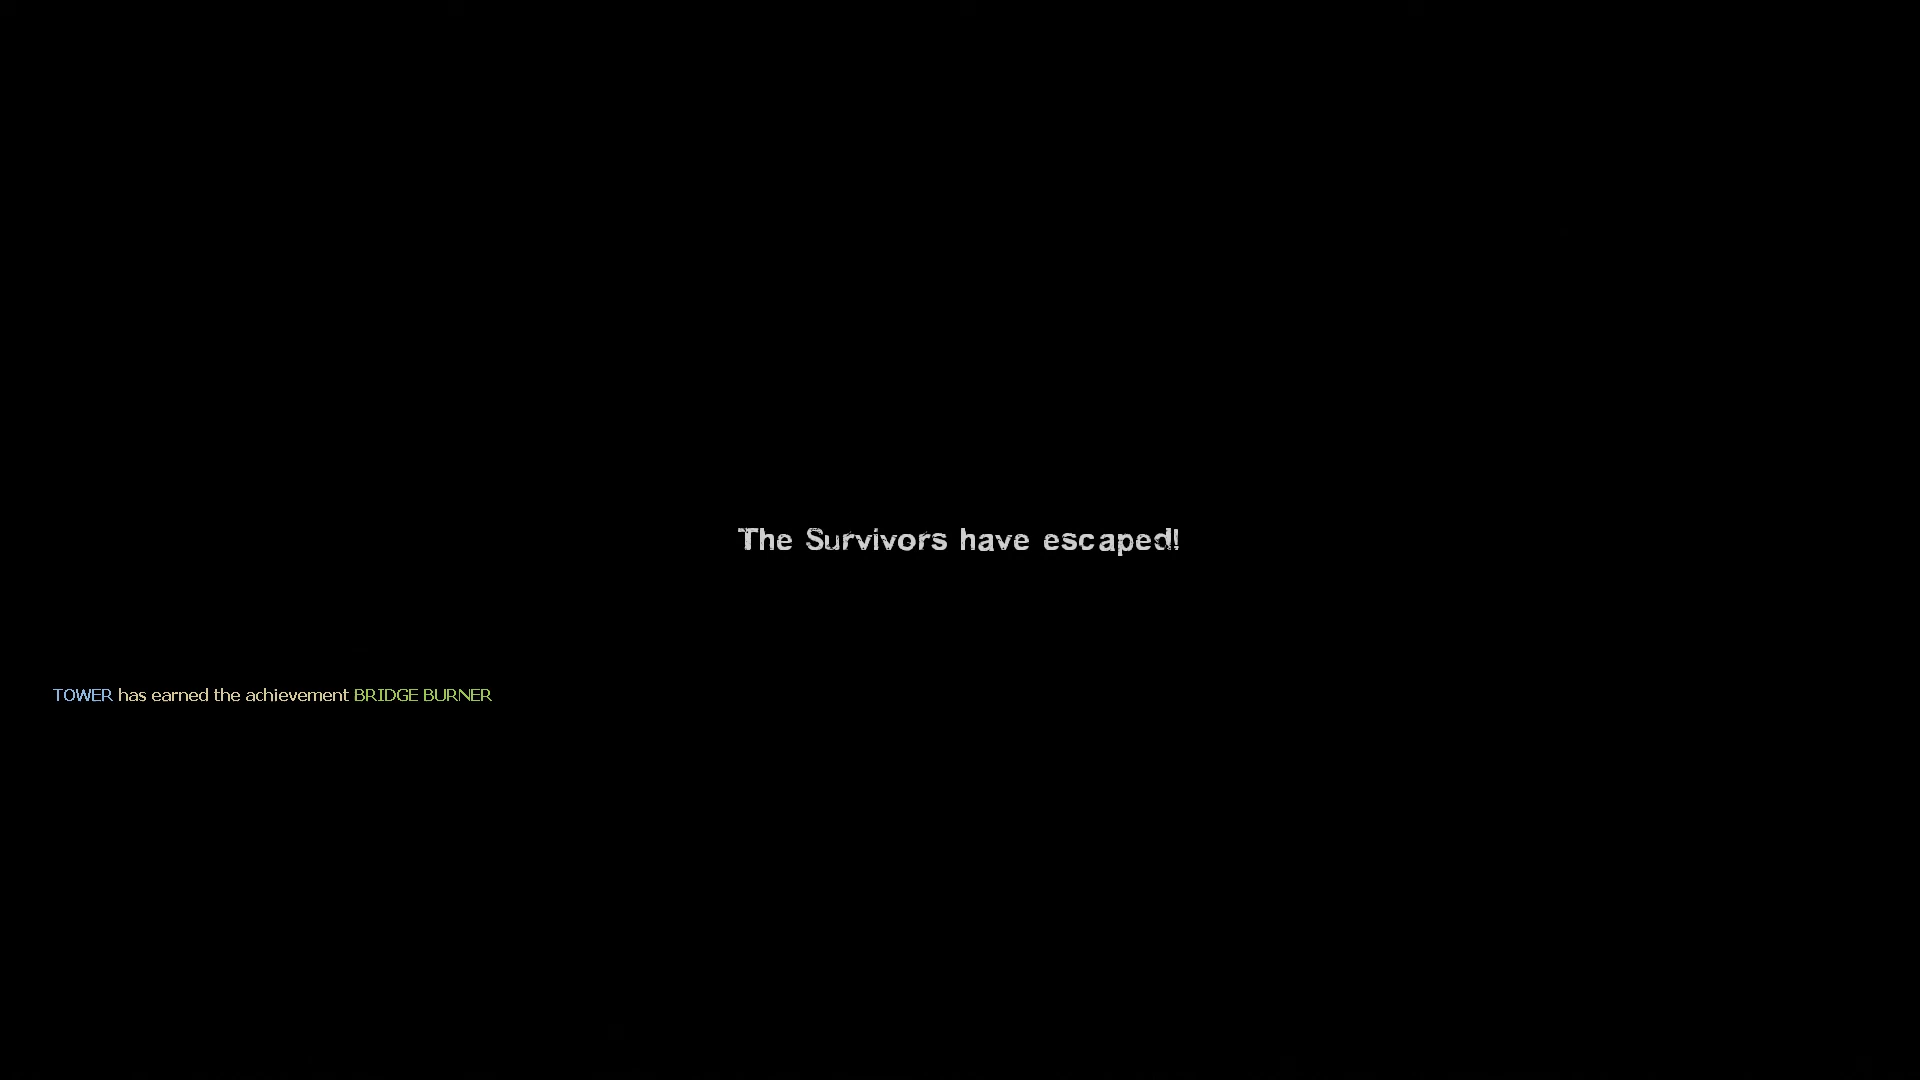 The Survivors have escaped!
TOWER has earned the achievement BRIDGE BURNER